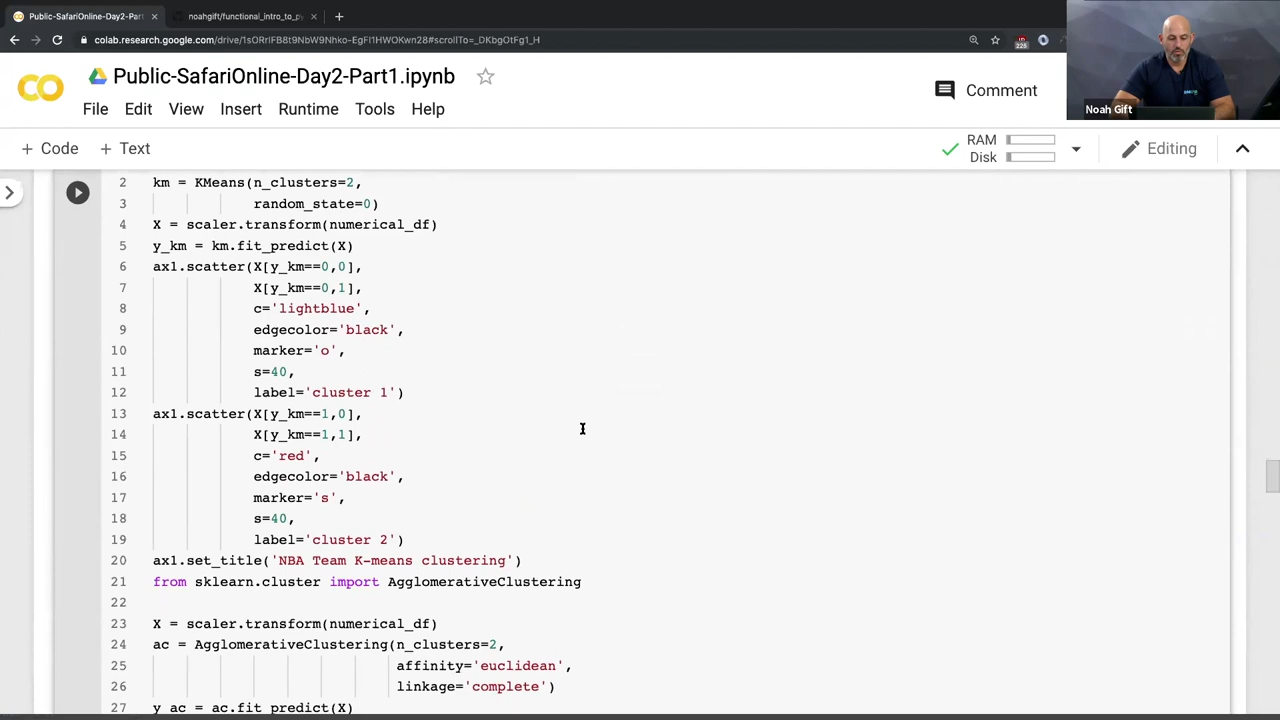 Public-SafariOnline-Day2-Part
noahgift/functional_intro_to_py
colab.research.google.com/drive/1sORrIFB8t9NbW9Nhko-EgFl1HWOKwn28#scrollTo=_DKbgOtFg1_H
228
Public-SafariOnline-Day2-Part1.ipynb
File Edit View Insert Runtime Tools Help
Comment
Noah Gift
+ Code + Text
RAM
Disk
Editing
2 km = KMeans(n_clusters=2,
3 random_state=0)
4 X = scaler.transform(numerical_df)
5 y_km = km.fit_predict(X)
6 ax1.scatter(X[y_km==0,0],
7 X[y_km==0,1],
8 c='lightblue',
9 edgecolor='black',
10 marker='o',
11 s=40,
12 label='cluster 1')
13 ax1.scatter(X[y_km==1,0],
14 X[y_km==1,1],
15 c='red',
16 edgecolor='black',
17 marker='s',
18 s=40,
19 label='cluster 2')
20 ax1.set_title('NBA Team K-means clustering')
21 from sklearn.cluster import AgglomerativeClustering
22
23 X = scaler.transform(numerical_df)
24 ac = AgglomerativeClustering(n_clusters=2,
25 affinity='euclidean',
26 linkage='complete')
27 y_ac = ac.fit_predict(X)